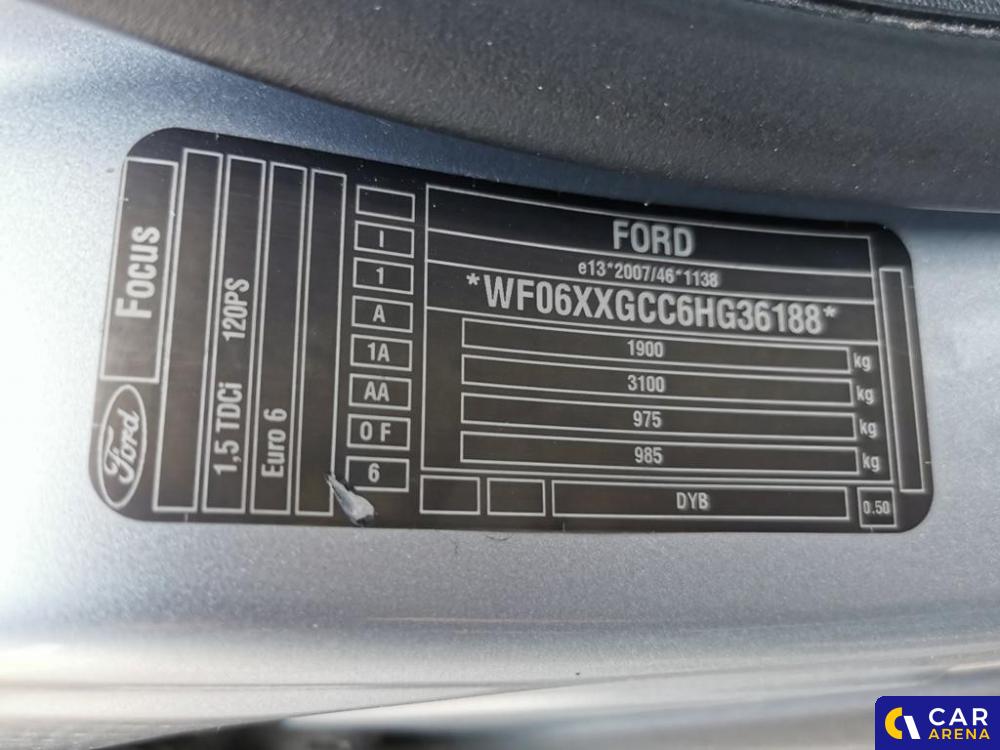 Focus
Ford
1,5 TDCi 120PS
Euro 6
I
1
A
1A
AA
0 F
6
FORD
e13*2007/46*1138
*WF06XXGCC6HG36188*
1900 kg
3100 kg
975 kg
985 kg
DYB
0.50
CAR
ARENA